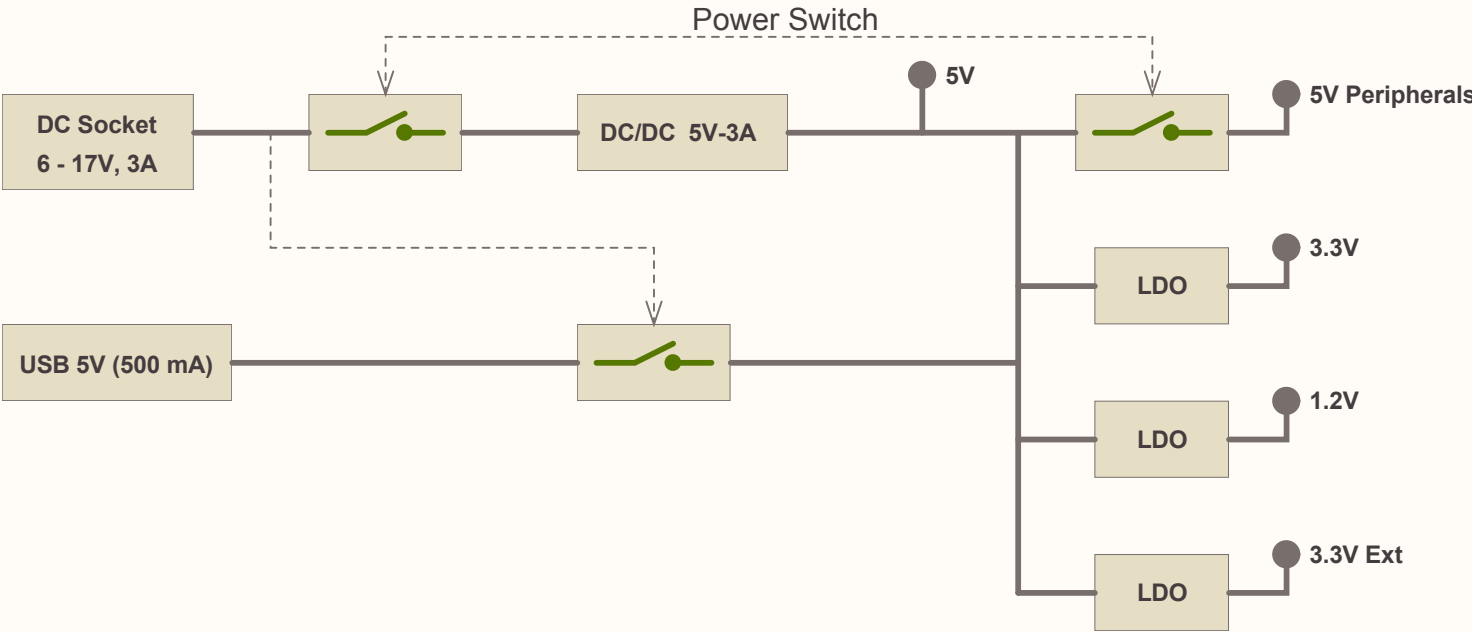 Power Switch
5V
5V Peripherals
DC Socket
6 - 17V, 3A
DC/DC 5V-3A
3.3V
LDO
USB 5V (500 mA)
1.2V
LDO
3.3V Ext
LDO